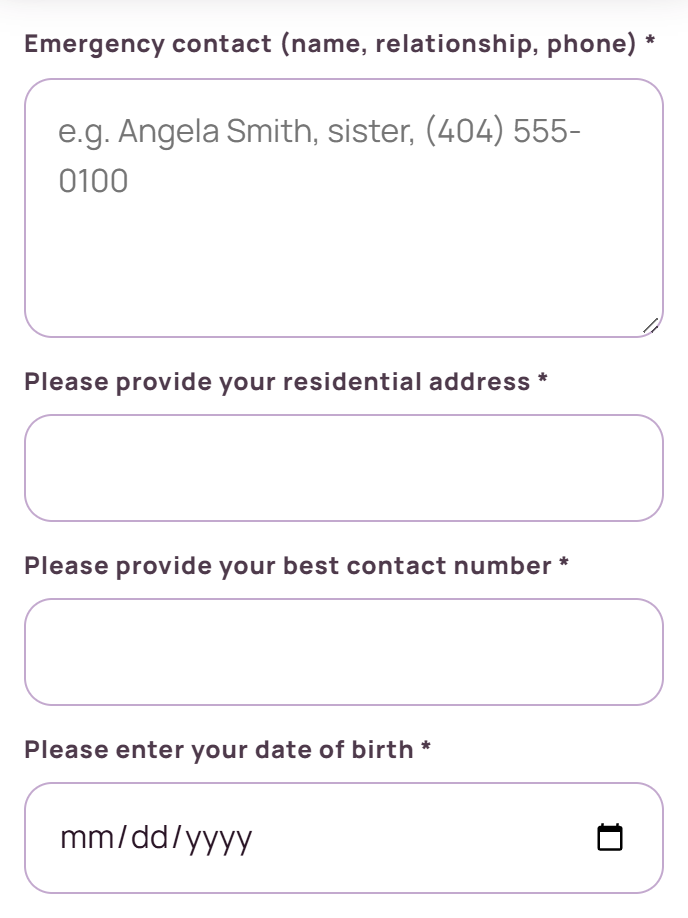 Emergency contact (name, relationship, phone) *
e.g. Angela Smith, sister, (404) 555-
0100
Please provide your residential address *
Please provide your best contact number *
Please enter your date of birth *
mm/dd/yyyy